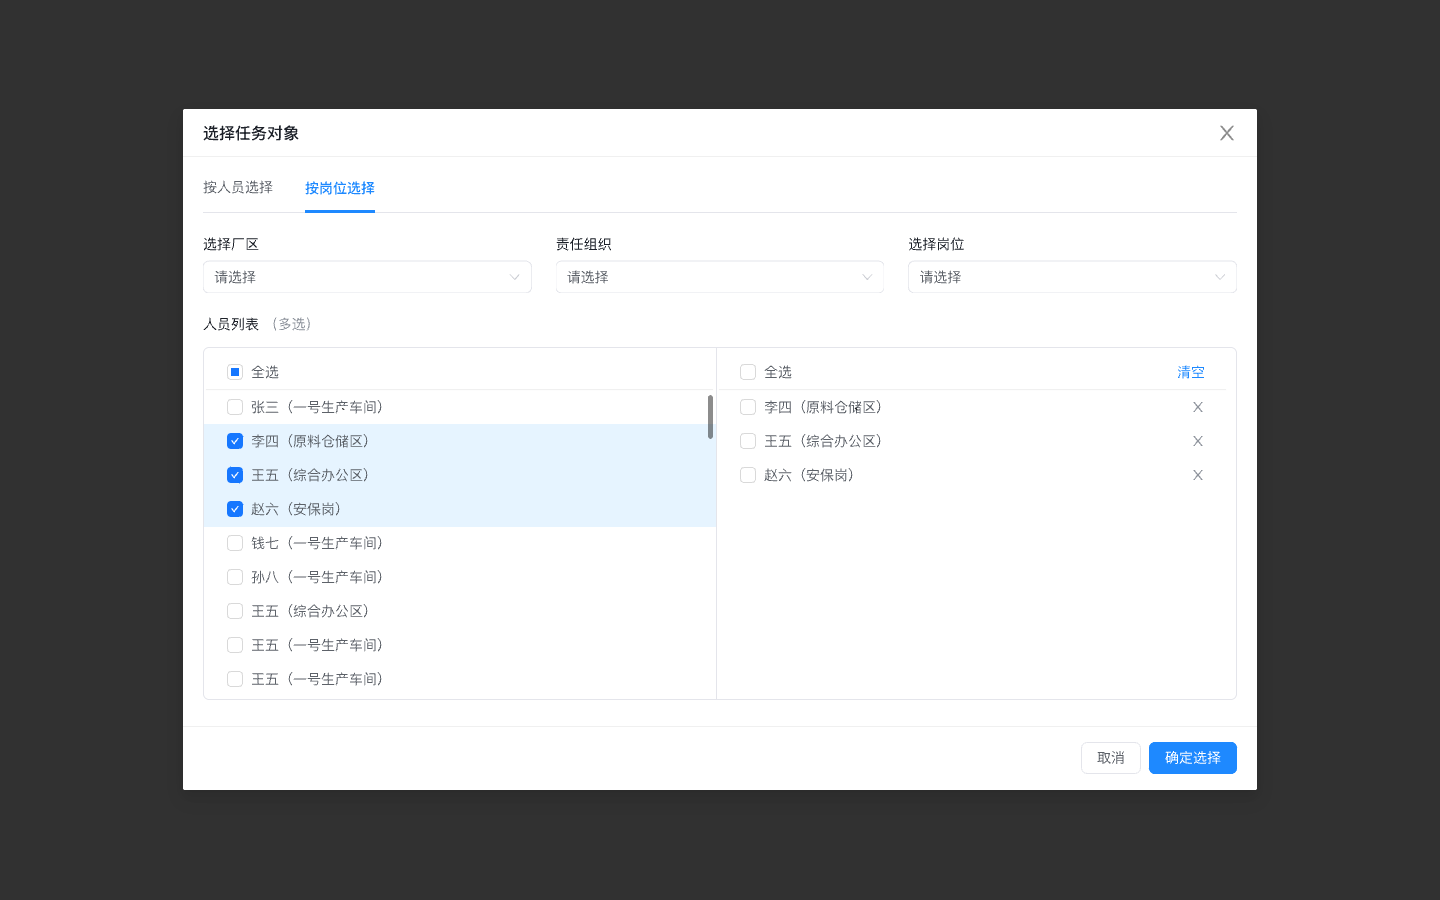 选择任务对象
按人员选择 按岗位选择
选择厂区 责任组织 选择岗位
请选择 请选择 请选择
人员列表 （多选）
全选
张三（一号生产车间）
李四（原料仓储区）
王五（综合办公区）
赵六（安保岗）
钱七（一号生产车间）
孙八（一号生产车间）
王五（综合办公区）
王五（一号生产车间）
王五（一号生产车间）
全选 清空
李四（原料仓储区）
王五（综合办公区）
赵六（安保岗）
取消 确定选择